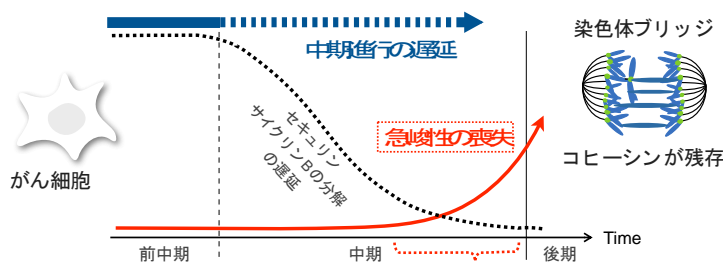 中期進行の遅延
染色体ブリッジ
セキュリン
サイクリンBの分解
の遅延
急峻性の喪失
がん細胞
コヒーシンが残存
Time
前中期
中期
後期